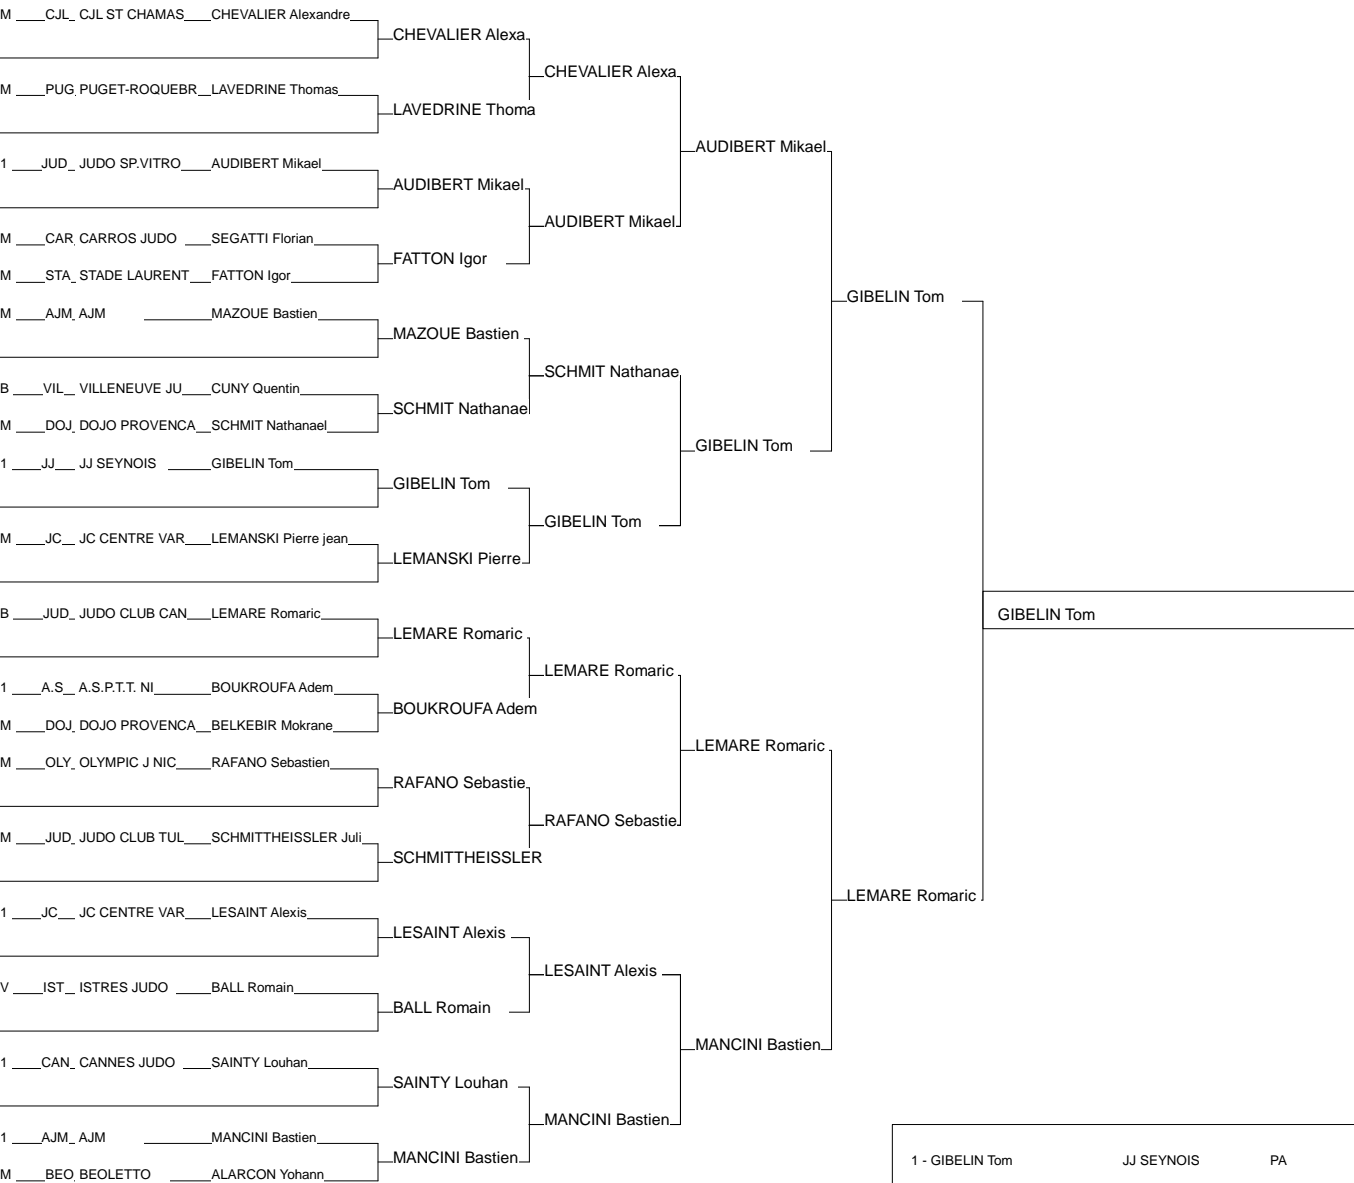 M CJL CJL ST CHAMAS CHEVALIER Alexandre
CHEVALIER Alexa
CHEVALIER Alexa
M PUG PUGET-ROQUEBR LAVEDRINE Thomas
LAVEDRINE Thoma
AUDIBERT Mikael
1 JUD JUDO SP.VITRO AUDIBERT Mikael
AUDIBERT Mikael
AUDIBERT Mikael
M CAR CARROS JUDO SEGATTI Florian
FATTON Igor
M STA STADE LAURENT FATTON Igor
GIBELIN Tom
M AJM AJM MAZOUE Bastien
MAZOUE Bastien
SCHMIT Nathanae
B VIL VILLENEUVE JU CUNY Quentin
SCHMIT Nathanae
M DOJ DOJO PROVENCA SCHMIT Nathanael
GIBELIN Tom
1 JJ JJ SEYNOIS GIBELIN Tom
GIBELIN Tom
GIBELIN Tom
M JC JC CENTRE VAR LEMANSKI Pierre jean
LEMANSKI Pierre
B JUD JUDO CLUB CAN LEMARE Romaric
GIBELIN Tom
LEMARE Romaric
LEMARE Romaric
1 A.S A.S.P.T.T. NI BOUKROUFA Adem
BOUKROUFA Adem
M DOJ DOJO PROVENCA BELKEBIR Mokrane
LEMARE Romaric
M OLY OLYMPIC J NIC RAFANO Sebastien
RAFANO Sebastie
RAFANO Sebastie
M JUD JUDO CLUB TUL SCHMITTHEISSLER Juli
SCHMITTHEISSLER
LEMARE Romaric
1 JC JC CENTRE VAR LESAINT Alexis
LESAINT Alexis
LESAINT Alexis
V IST ISTRES JUDO BALL Romain
BALL Romain
MANCINI Bastien
1 CAN CANNES JUDO SAINTY Louhan
SAINTY Louhan
MANCINI Bastien
1 AJM AJM MANCINI Bastien
MANCINI Bastien
1 - GIBELIN Tom JJ SEYNOIS PA
M BEO BEOLETTO ALARCON Yohann